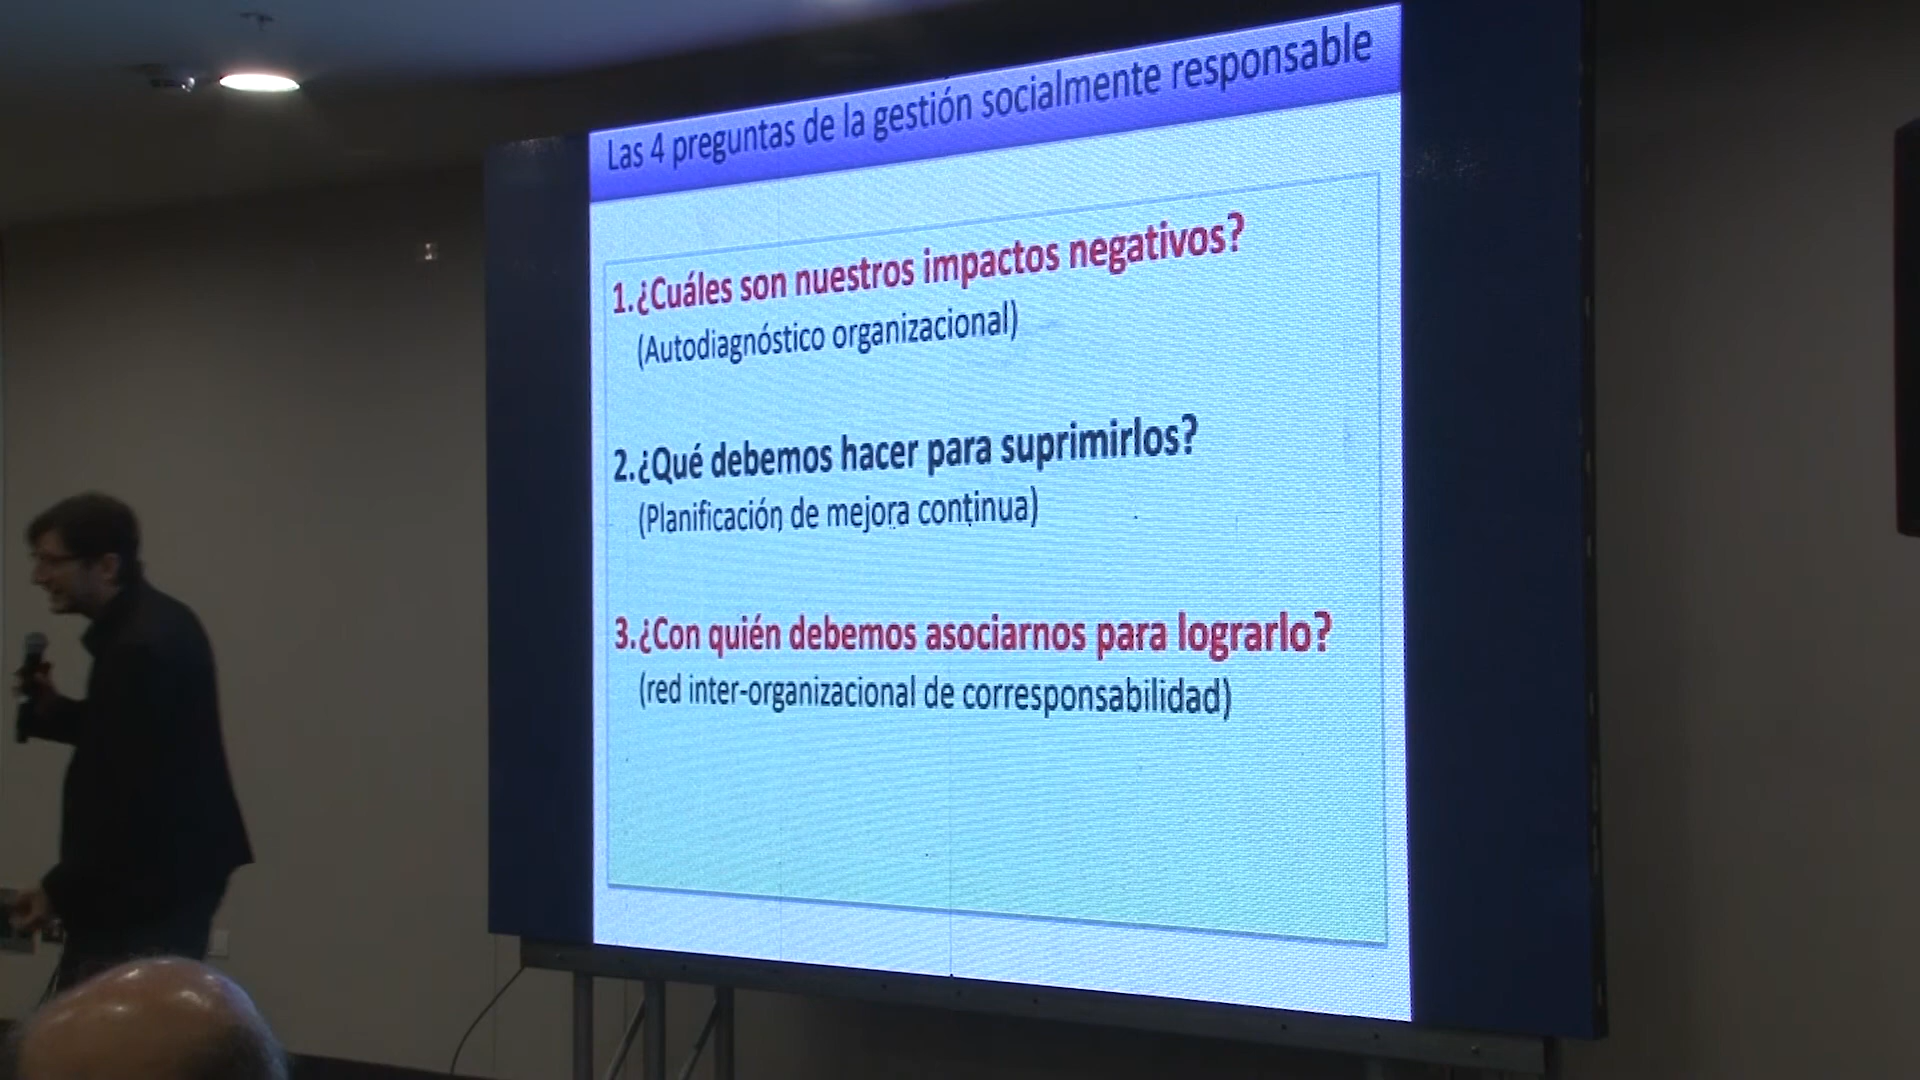 Las 4 preguntas de la gestión socialmente responsable
1.¿Cuáles son nuestros impactos negativos?
(Autodiagnóstico organizacional)
2.¿Qué debemos hacer para suprimirlos?
(Planificación de mejora continua)
3.¿Con quién debemos asociarnos para lograrlo?
(red inter-organizacional de corresponsabilidad)